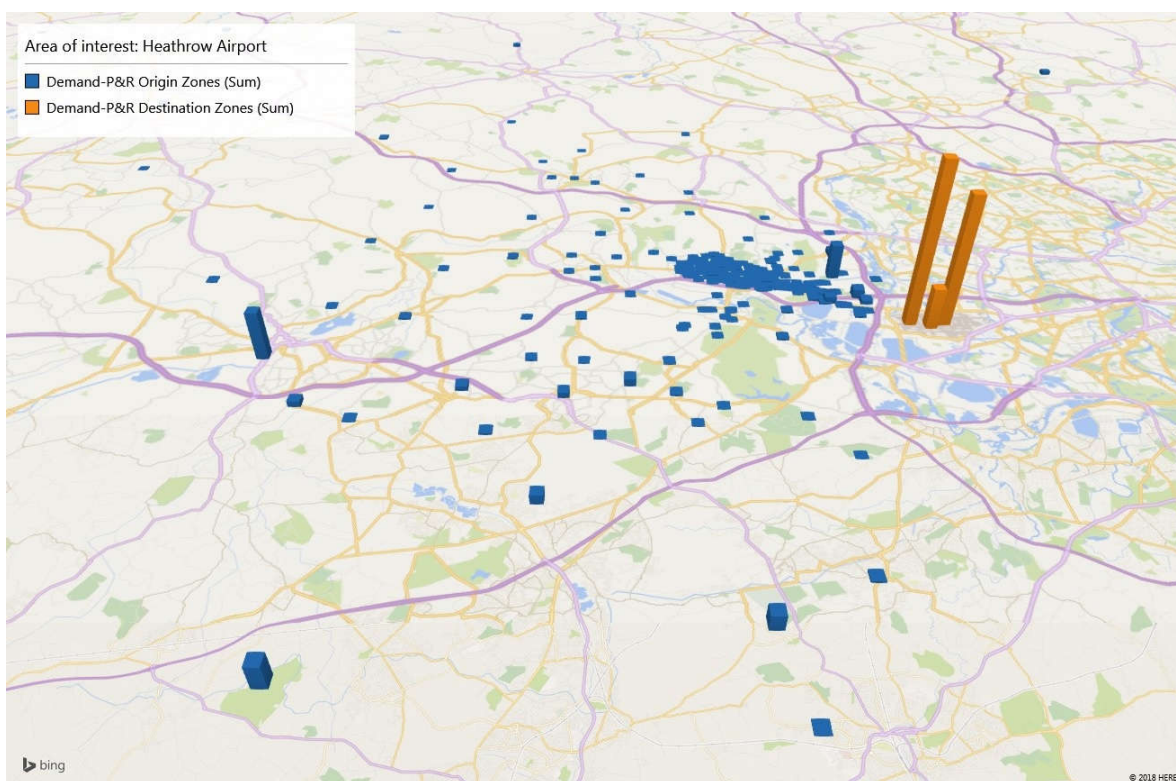 Area of interest: Heathrow Airport
Demand-P&R Origin Zones (Sum)
Demand-P&R Destination Zones (Sum)
bing
© 2018 HERE